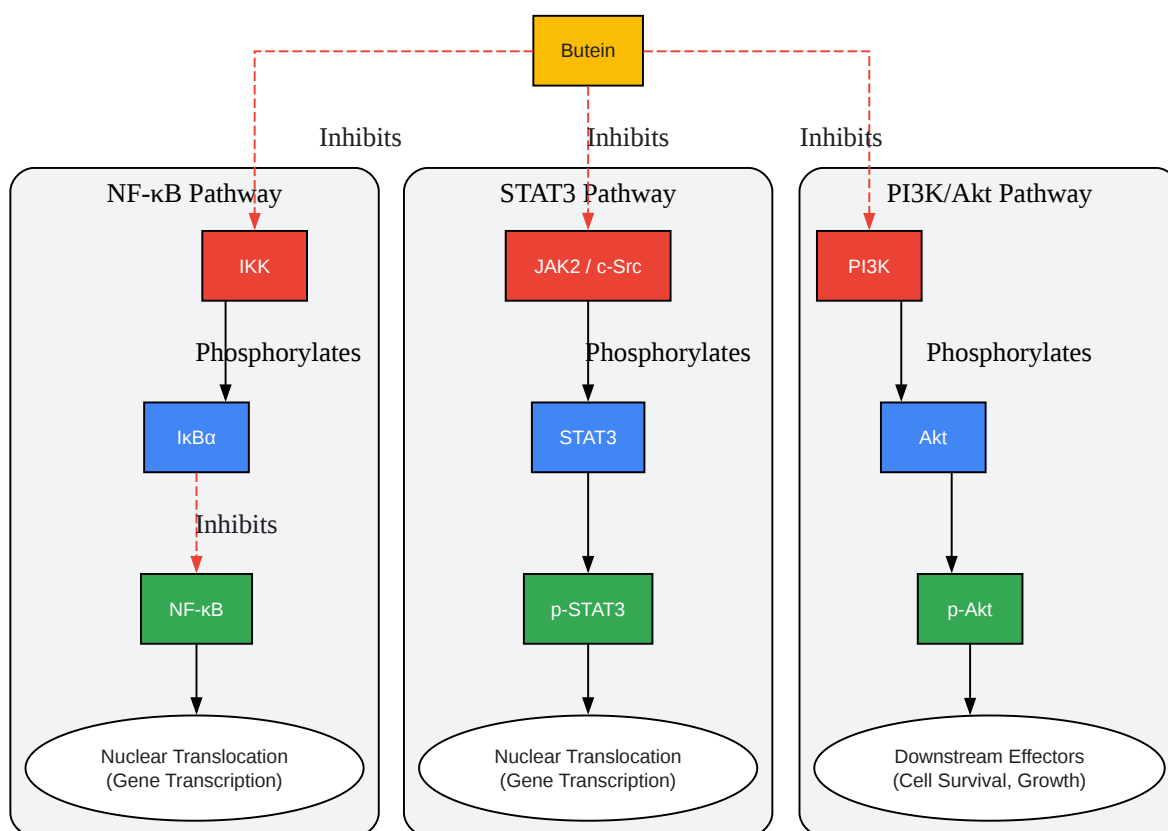 Butein
Inhibits
Inhibits
Inhibits
NF-κB Pathway
STAT3 Pathway
PI3K/Akt Pathway
IKK
JAK2 / c-Src
PI3K
Phosphorylates
Phosphorylates
Phosphorylates
IκBα
STAT3
Akt
Inhibits
NF-κB
p-STAT3
p-Akt
Nuclear Translocation
(Gene Transcription)
Nuclear Translocation
(Gene Transcription)
Downstream Effectors
(Cell Survival, Growth)